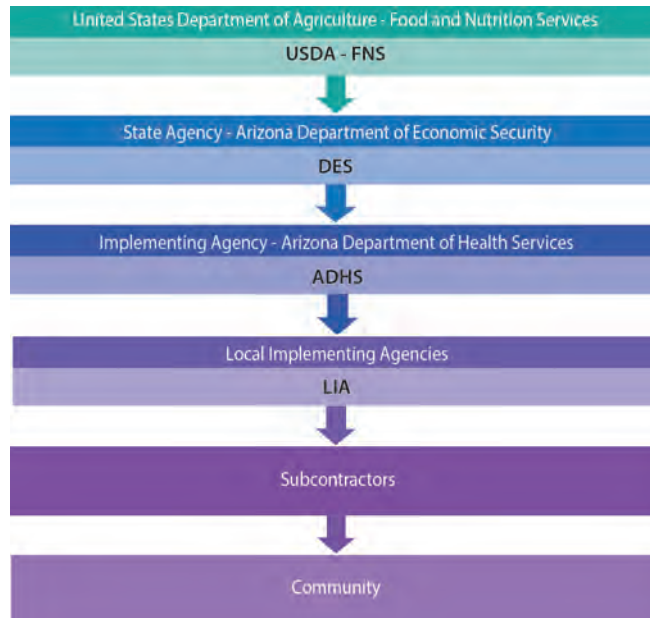 United States Department of Agriculture - Food and Nutrition Services
USDA - FNS
State Agency - Arizona Department of Economic Security
DES
Implementing Agency - Arizona Department of Health Services
ADHS
Local Implementing Agencies
LIA
Subcontractors
Community